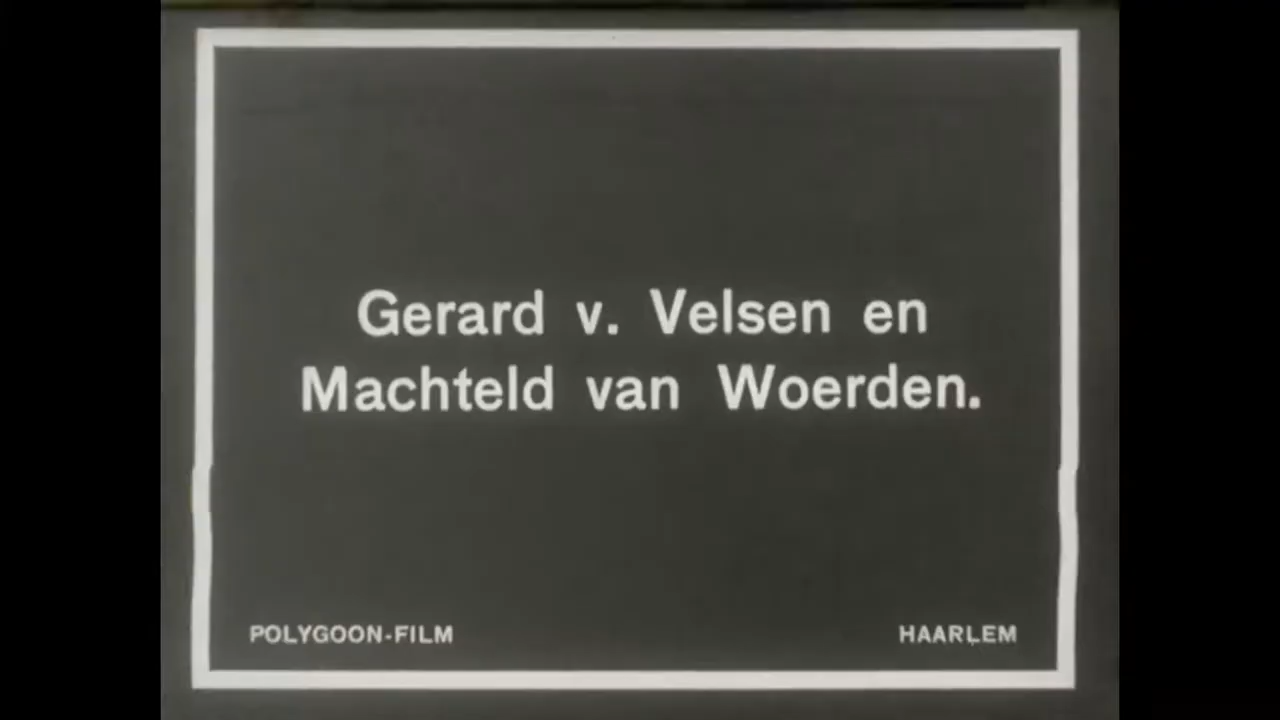 Gerard v. Velsen en
Machteld van Woerden.
POLYGOON-FILM
HAARLEM